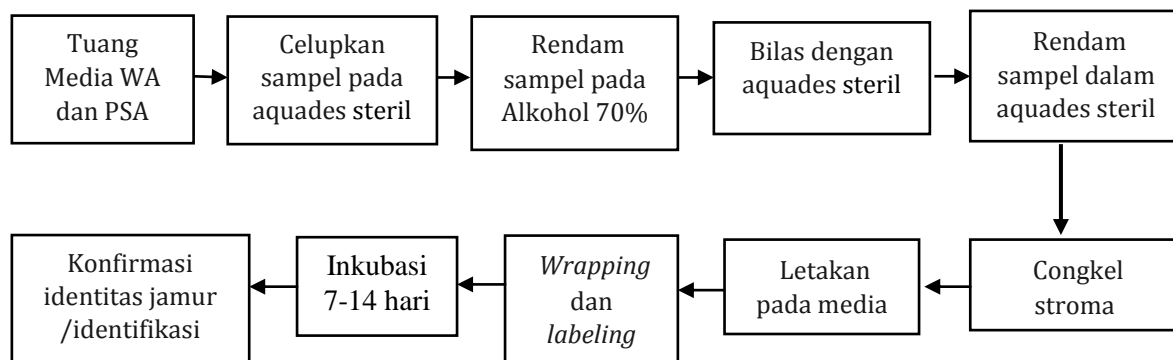 Tuang
Media WA
dan PSA
Celupkan
sampel pada
aquades steril
Rendam
sampel pada
Alkohol 70%
Bilas dengan
aquades steril
Rendam
sampel dalam
aquades steril
Congkel
stroma
Letakan
pada media
Wrapping
dan
labeling
Inkubasi
7-14 hari
Konfirmasi
identitas jamur
/identifikasi